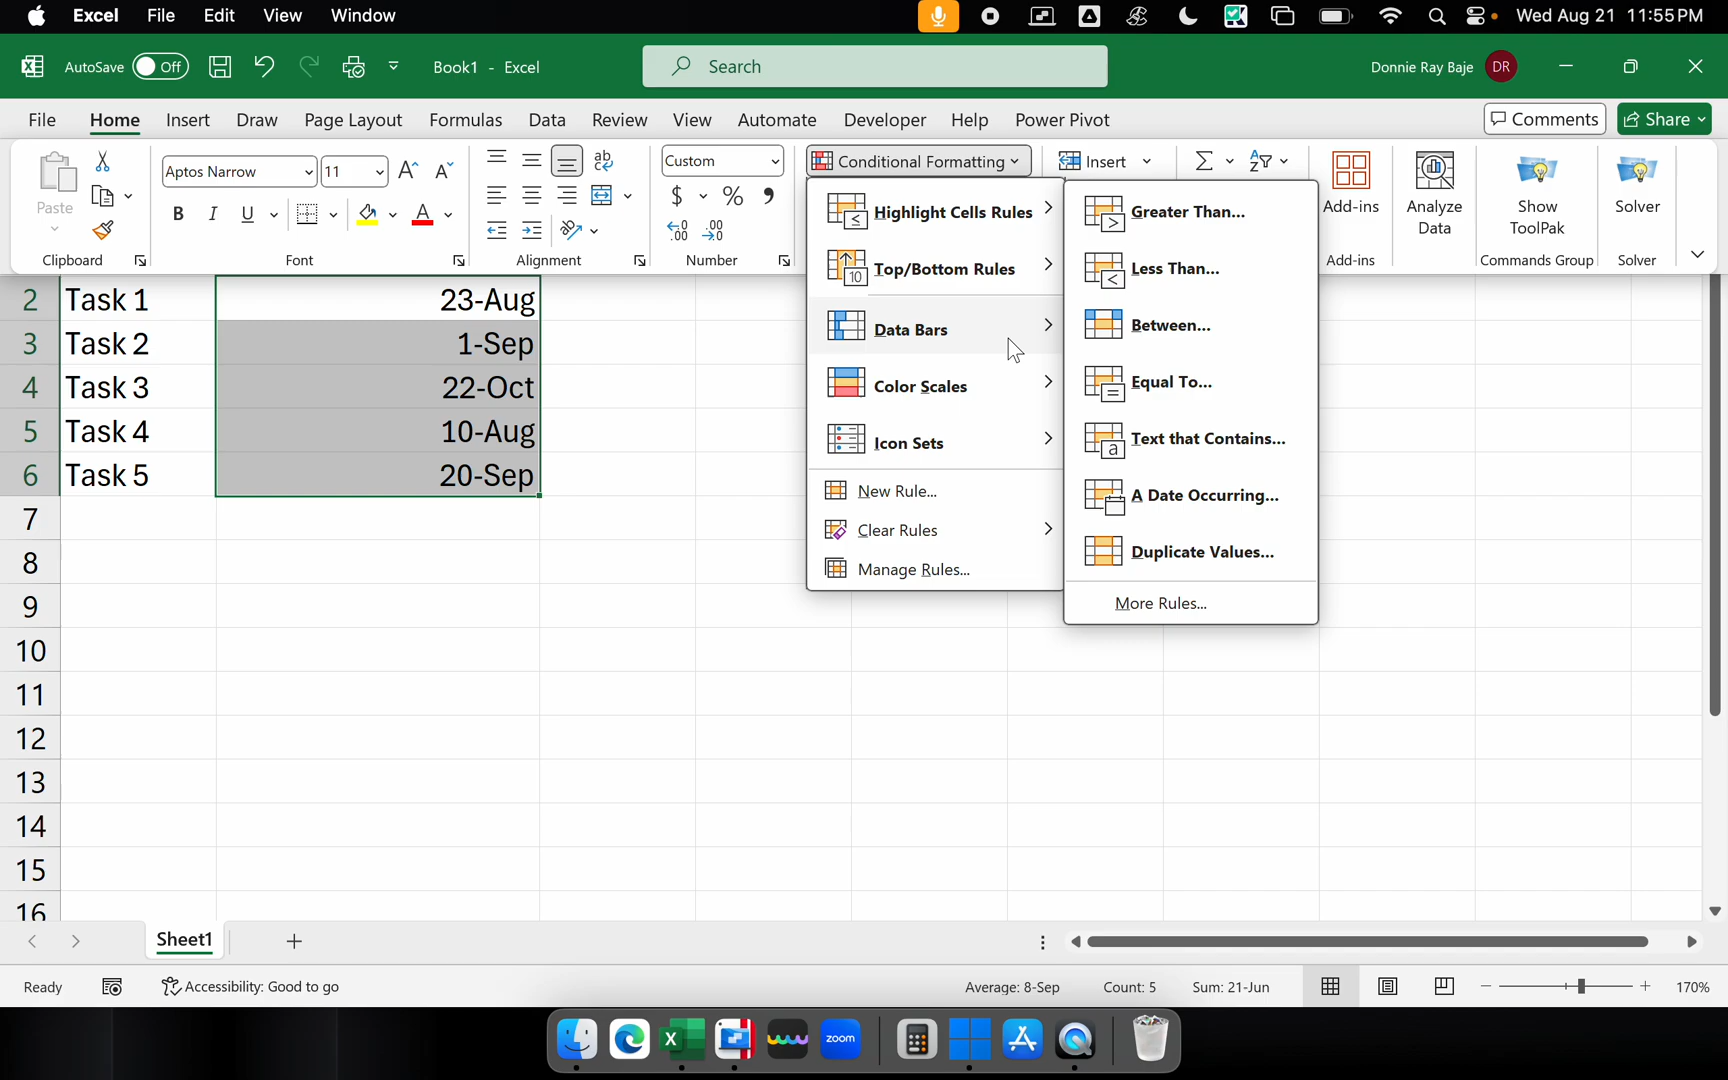 Excel File Edit View Window Wed Aug 21 11:55 PM
AutoSave Off Book1 - Excel Search Donnie Ray Baje DR
File Home Insert Draw Page Layout Formulas Data Review View Automate Developer Help Power Pivot Comments Share
Paste
Clipboard
Aptos Narrow 11
B I U A
Font
ab
Alignment
Custom
$ % ,
.00 .00
Number
Conditional Formatting
Insert
Add-ins
Add-ins
Analyze
Data
Show
ToolPak
Commands Group
Solver
Solver
Highlight Cells Rules
Top/Bottom Rules
Data Bars
Color Scales
Icon Sets
New Rule...
Clear Rules
Manage Rules...
Greater Than...
Less Than...
Between...
Equal To...
Text that Contains...
A Date Occurring...
Duplicate Values...
More Rules...
2 Task 1 23-Aug
3 Task 2 1-Sep
4 Task 3 22-Oct
5 Task 4 10-Aug
6 Task 5 20-Sep
7
8
9
10
11
12
13
14
15
16
Sheet1
Ready Accessibility: Good to go Average: 8-Sep Count: 5 Sum: 21-Jun 170%
zoom